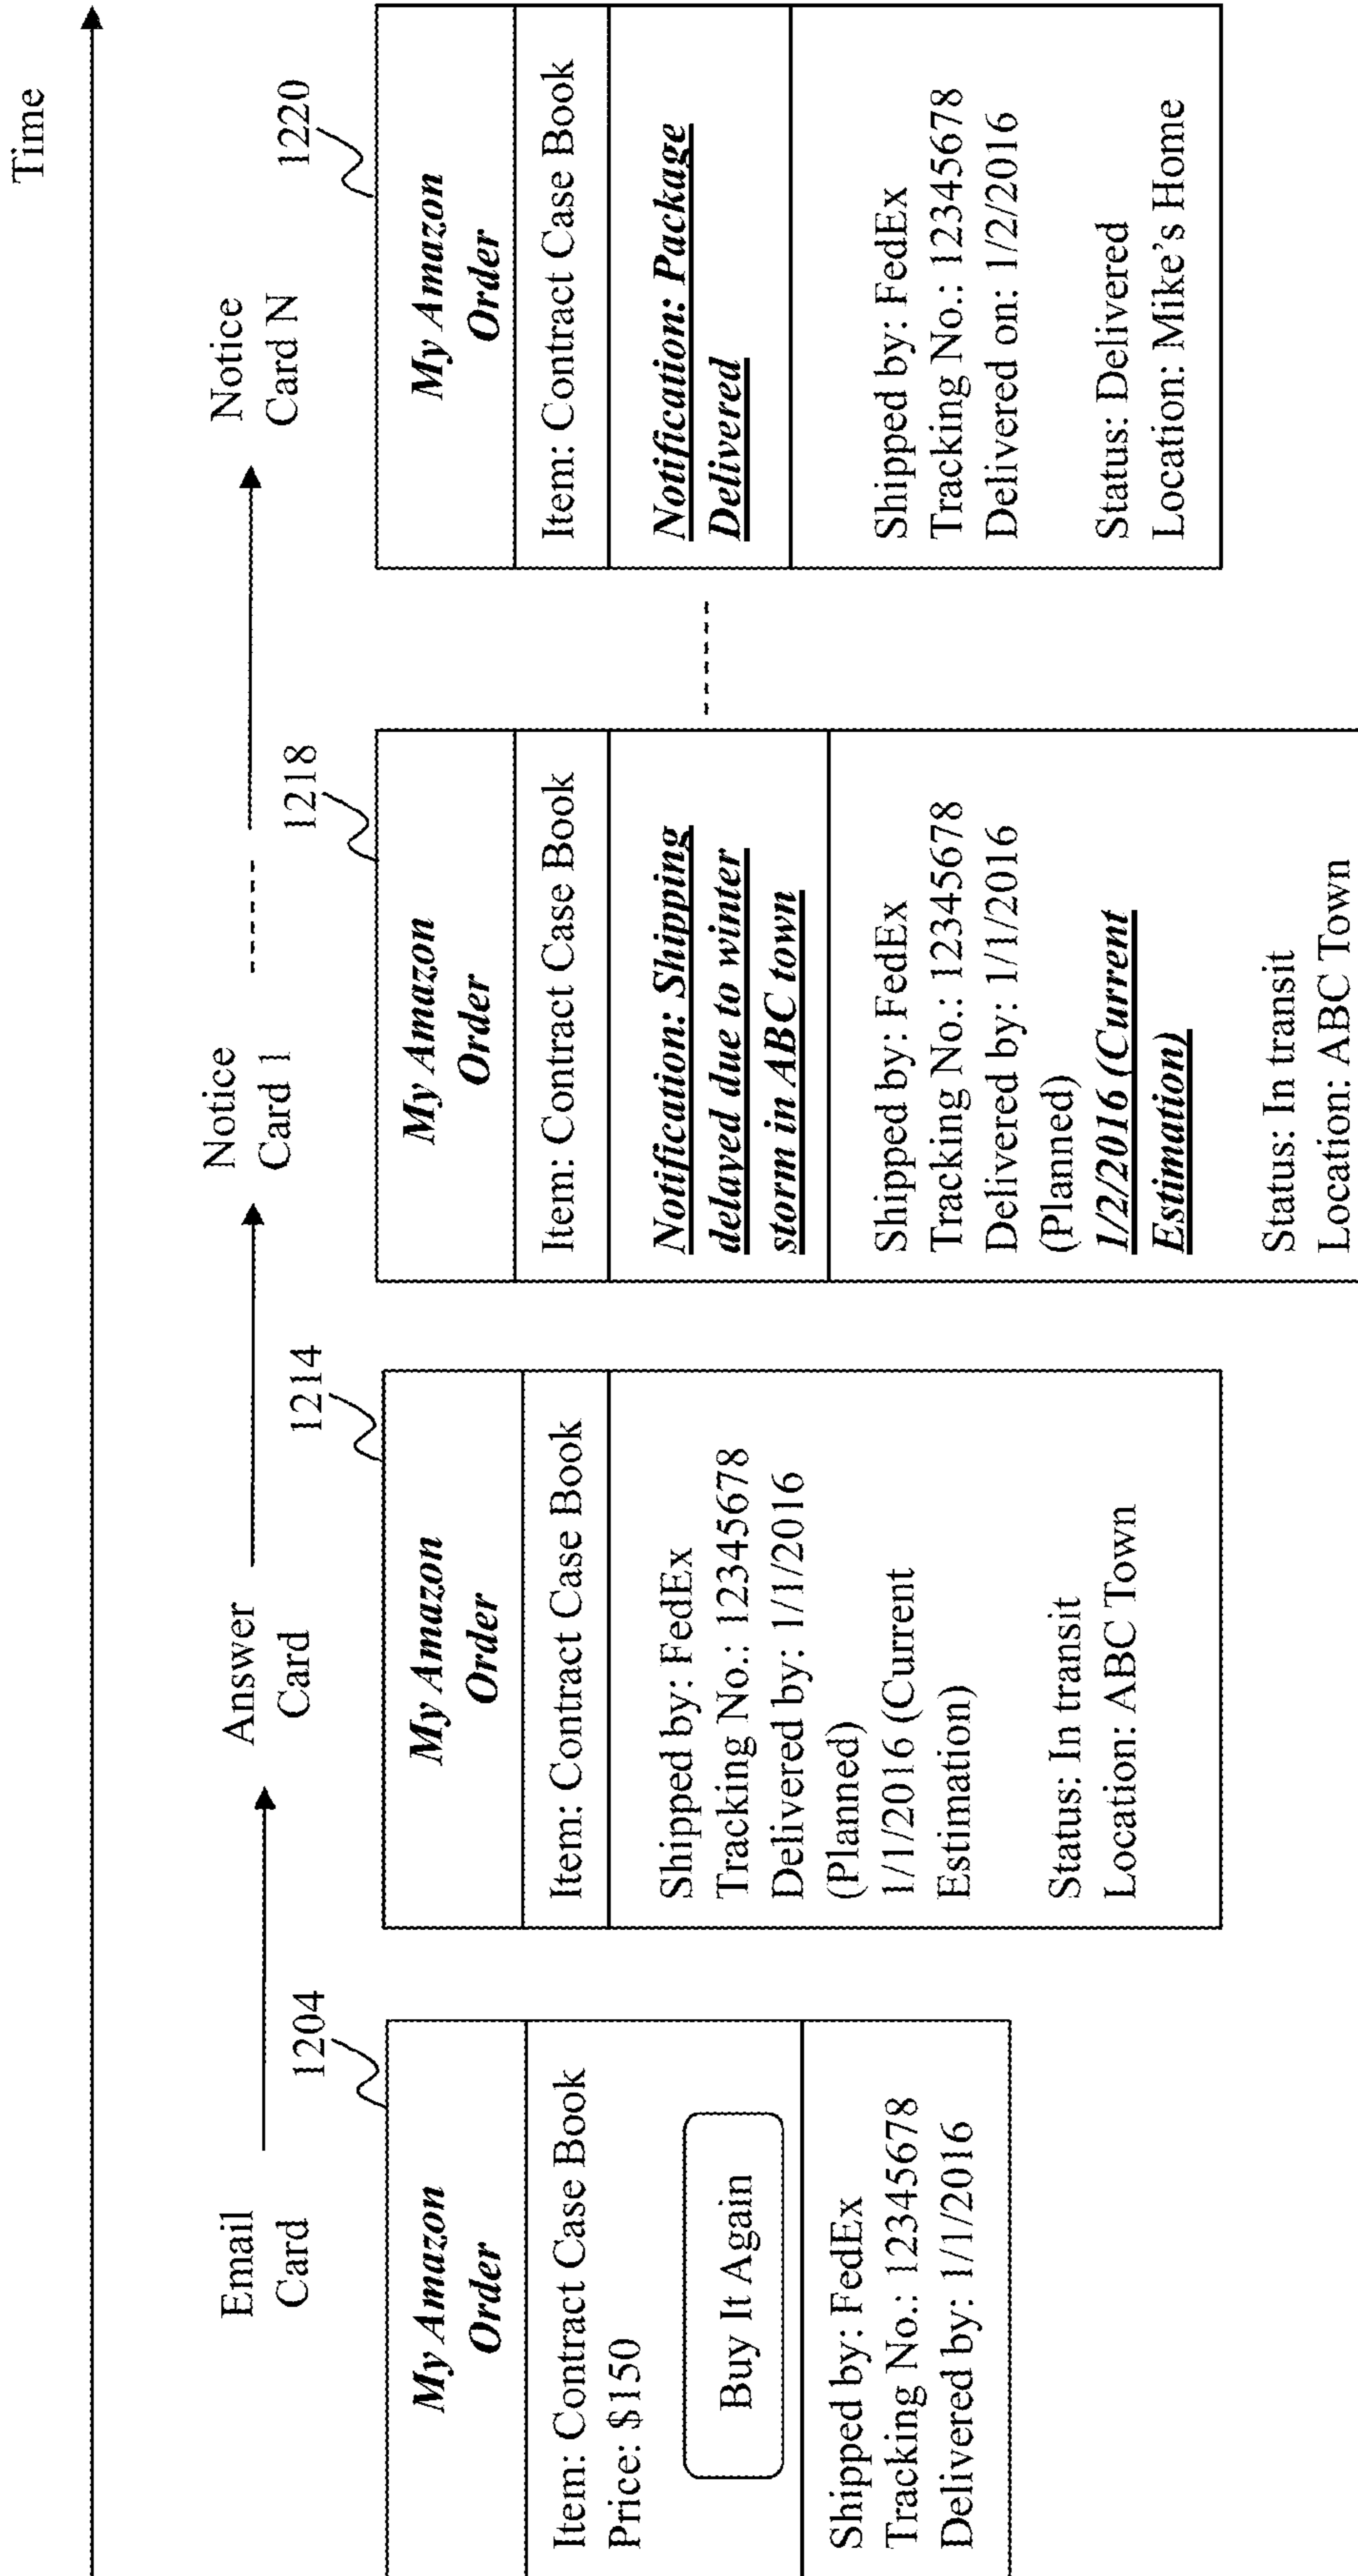 Time
Email
Card
Answer
Card
Notice
Card 1
Notice
Card N
1204
My Amazon
Order
Item: Contract Case Book
Price: $150
Buy It Again
Shipped by: FedEx
Tracking No.: 12345678
Delivered by: 1/1/2016
1214
My Amazon
Order
Item: Contract Case Book
Shipped by: FedEx
Tracking No.: 12345678
Delivered by: 1/1/2016
(Planned)
1/1/2016 (Current
Estimation)
Status: In transit
Location: ABC Town
1218
My Amazon
Order
Item: Contract Case Book
Notification: Shipping
delayed due to winter
storm in ABC town
Shipped by: FedEx
Tracking No.: 12345678
Delivered by: 1/1/2016
(Planned)
1/2/2016 (Current
Estimation)
Status: In transit
Location: ABC Town
1220
My Amazon
Order
Item: Contract Case Book
Notification: Package
Delivered
Shipped by: FedEx
Tracking No.: 12345678
Delivered on: 1/2/2016
Status: Delivered
Location: Mike's Home